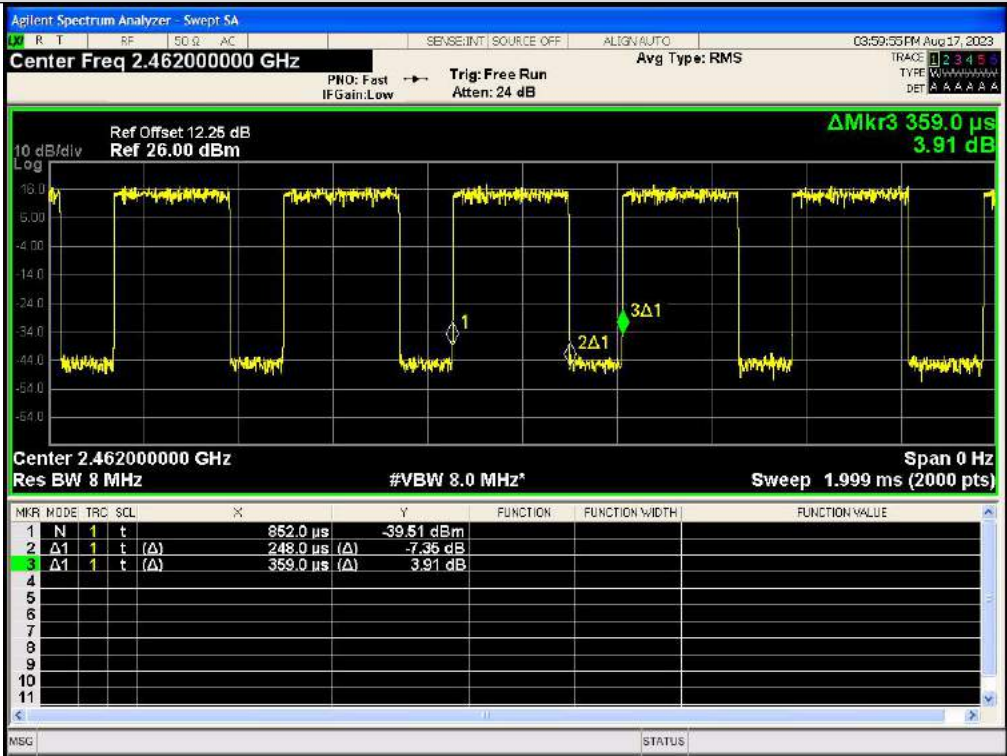 Agilent Spectrum Analyzer - Swept SA
LXI R T RF 50 Ω AC SENSE:INT SOURCE OFF ALIGN AUTO 03:59:55 PM Aug 17, 2023
Center Freq 2.462000000 GHz Avg Type: RMS TRACE 1 2 3 4 5 6
PNO: Fast Trig: Free Run TYPE
IFGain:Low Atten: 24 dB DET A A A A A A
ΔMkr3 359.0 µs
3.91 dB
Ref Offset 12.25 dB
10 dB/div Ref 26.00 dBm
Log
16.0
6.00
-4.00
-14.0
-24.0
3Δ1
1
-34.0
2Δ1
-44.0
-54.0
-64.0
Center 2.462000000 GHz Span 0 Hz
Res BW 8 MHz #VBW 8.0 MHz* Sweep 1.999 ms (2000 pts)
MKR MODE TRC SCL X Y FUNCTION FUNCTION WIDTH FUNCTION VALUE
1 N 1 t 852.0 µs -39.51 dBm
2 Δ1 1 t (Δ) 248.0 µs (Δ) -7.35 dB
3 Δ1 1 t (Δ) 359.0 µs (Δ) 3.91 dB
4
5
6
7
8
9
10
11
MSG STATUS